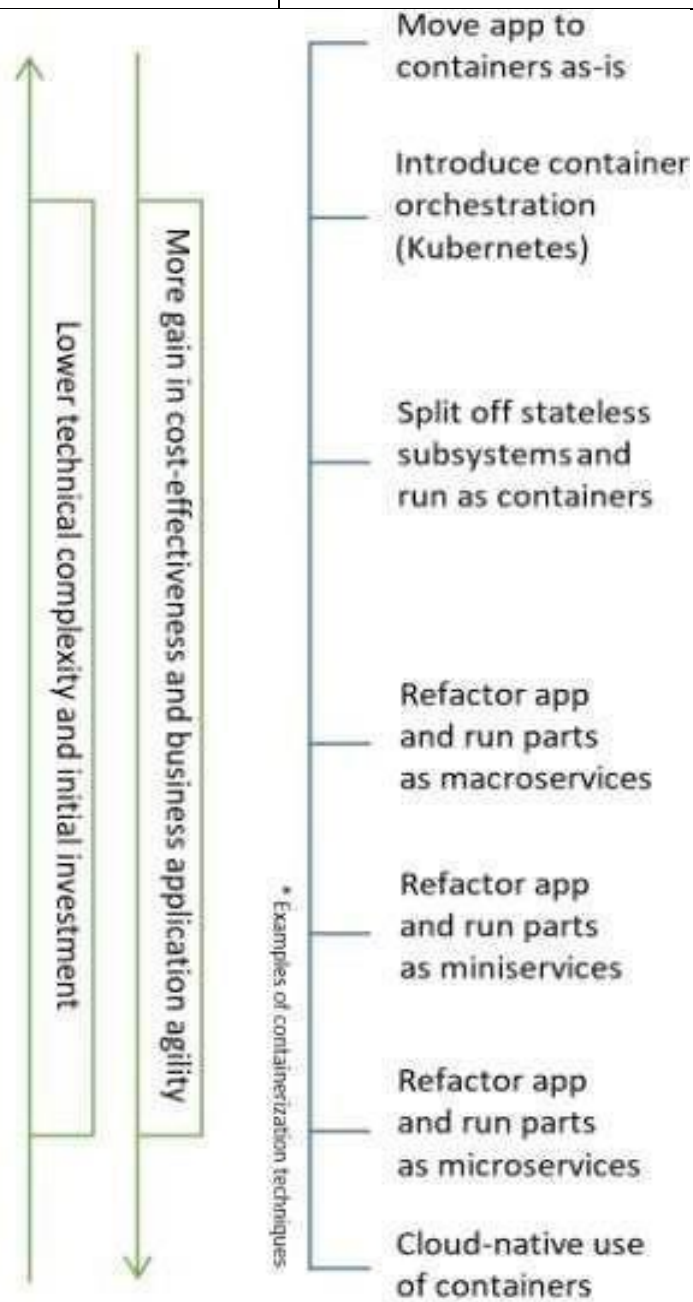 Move app to
containers as-is
Introduce container
orchestration
(Kubernetes)
Split off stateless
subsystems and
run as containers
Refactor app
and run parts
as macroservices
Refactor app
and run parts
as miniservices
Refactor app
and run parts
as microservices
Cloud-native use
of containers
* Examples of containerization techniques
More gain in cost-effectiveness and business application agility
Lower technical complexity and initial investment